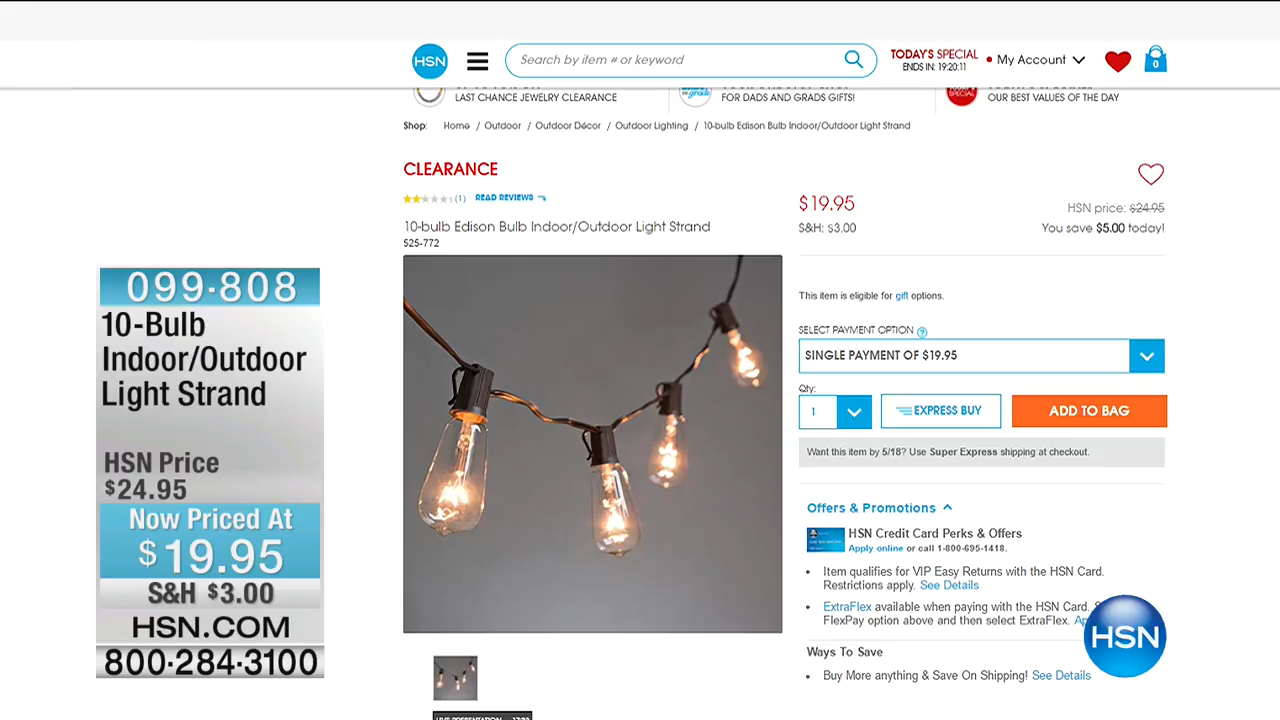 HSN
Search by item # or keyword
TODAY'S SPECIAL
ENDS IN: 19:20:11
My Account
0
LAST CHANCE JEWELRY CLEARANCE
grads
FOR DADS AND GRADS GIFTS!
SPECIAL
OUR BEST VALUES OF THE DAY
Shop: Home / Outdoor / Outdoor Décor / Outdoor Lighting / 10-bulb Edison Bulb Indoor/Outdoor Light Strand
CLEARANCE
(1) READ REVIEWS
10-bulb Edison Bulb Indoor/Outdoor Light Strand
525-772
$19.95
S&H: $3.00
HSN price: $24.95
You save $5.00 today!
This item is eligible for gift options.
SELECT PAYMENT OPTION ?
SINGLE PAYMENT OF $19.95
Qty:
1
EXPRESS BUY
ADD TO BAG
Want this item by 5/18? Use Super Express shipping at checkout.
Offers & Promotions
HSN Credit Card Perks & Offers
Apply online or call 1-800-695-1418.
• Item qualifies for VIP Easy Returns with the HSN Card.
Restrictions apply. See Details
• ExtraFlex available when paying with the HSN Card. S
FlexPay option above and then select ExtraFlex. Ap
Ways To Save
• Buy More anything & Save On Shipping! See Details
HSN
099·808
10-Bulb
Indoor/Outdoor
Light Strand
HSN Price
$24.95
Now Priced At
$19.95
S&H $3.00
HSN.COM
800·284·3100